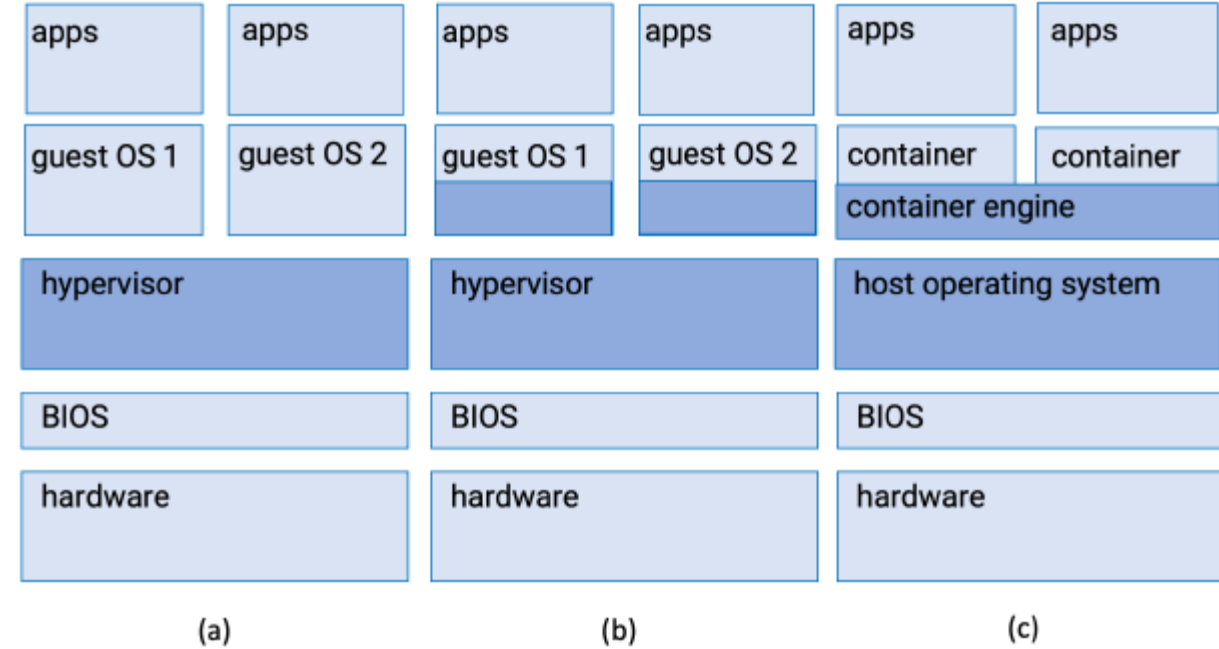 apps
apps
guest OS 1
guest OS 2
hypervisor
BIOS
hardware
(a)
apps
apps
guest OS 1
guest OS 2
hypervisor
BIOS
hardware
(b)
apps
apps
container
container
container engine
host operating system
BIOS
hardware
(c)